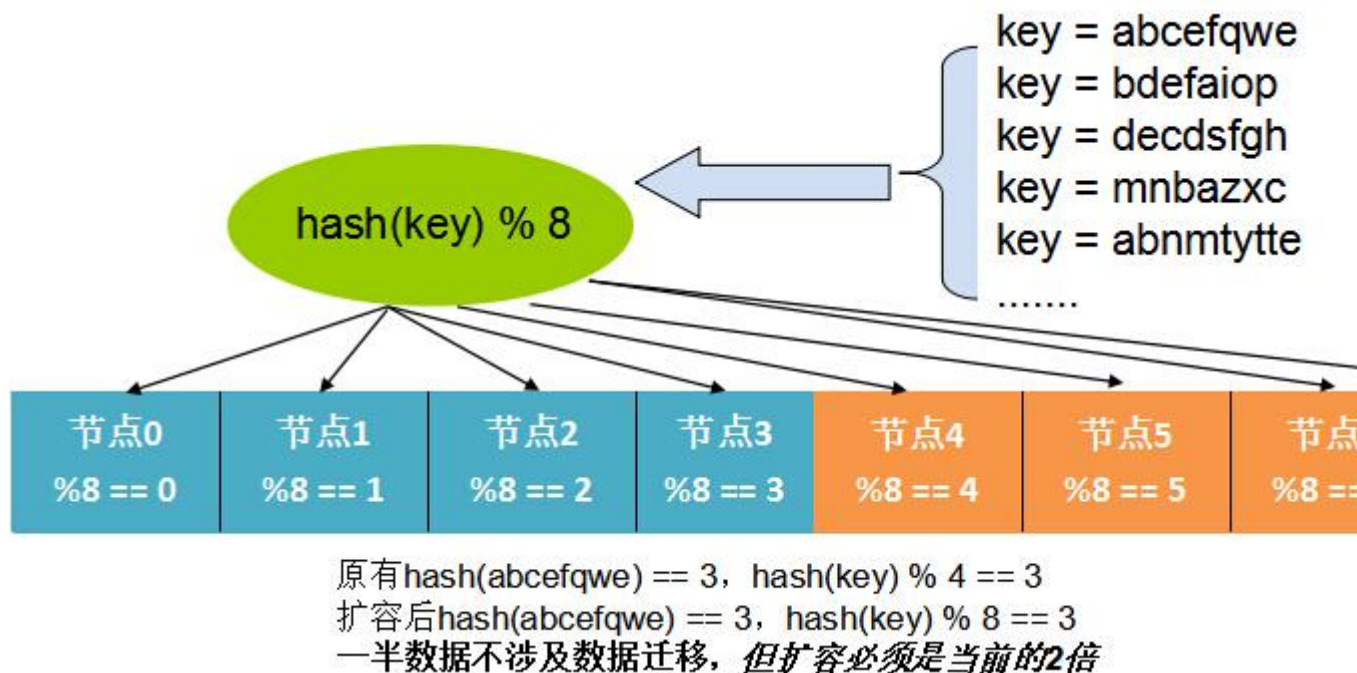 key = abcefqwe
key = bdefaiop
key = decdsfgh
key = mnbazxc
key = abnmtytte
.......
hash(key) % 8
节点0 节点1 节点2 节点3 节点4 节点5 节点
%8 == 0 %8 == 1 %8 == 2 %8 == 3 %8 == 4 %8 == 5 %8 ==
原有hash(abcefqwe) == 3，hash(key) % 4 == 3
扩容后hash(abcefqwe) == 3，hash(key) % 8 == 3
一半数据不涉及数据迁移，但扩容必须是当前的2倍